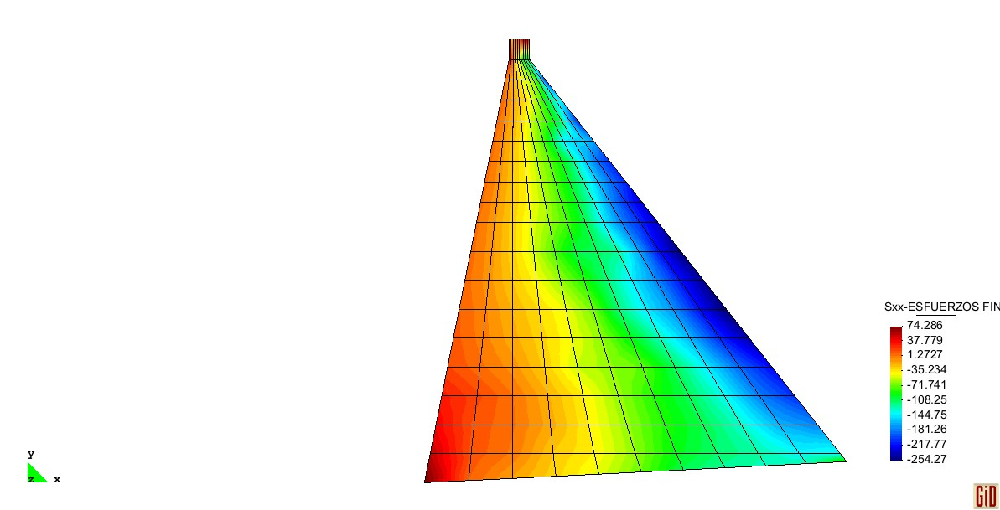 Sxx-ESFUERZOS FIN
74.286
37.779
1.2727
-35.234
-71.741
-108.25
-144.75
-181.26
-217.77
-254.27
y
z x
GiD